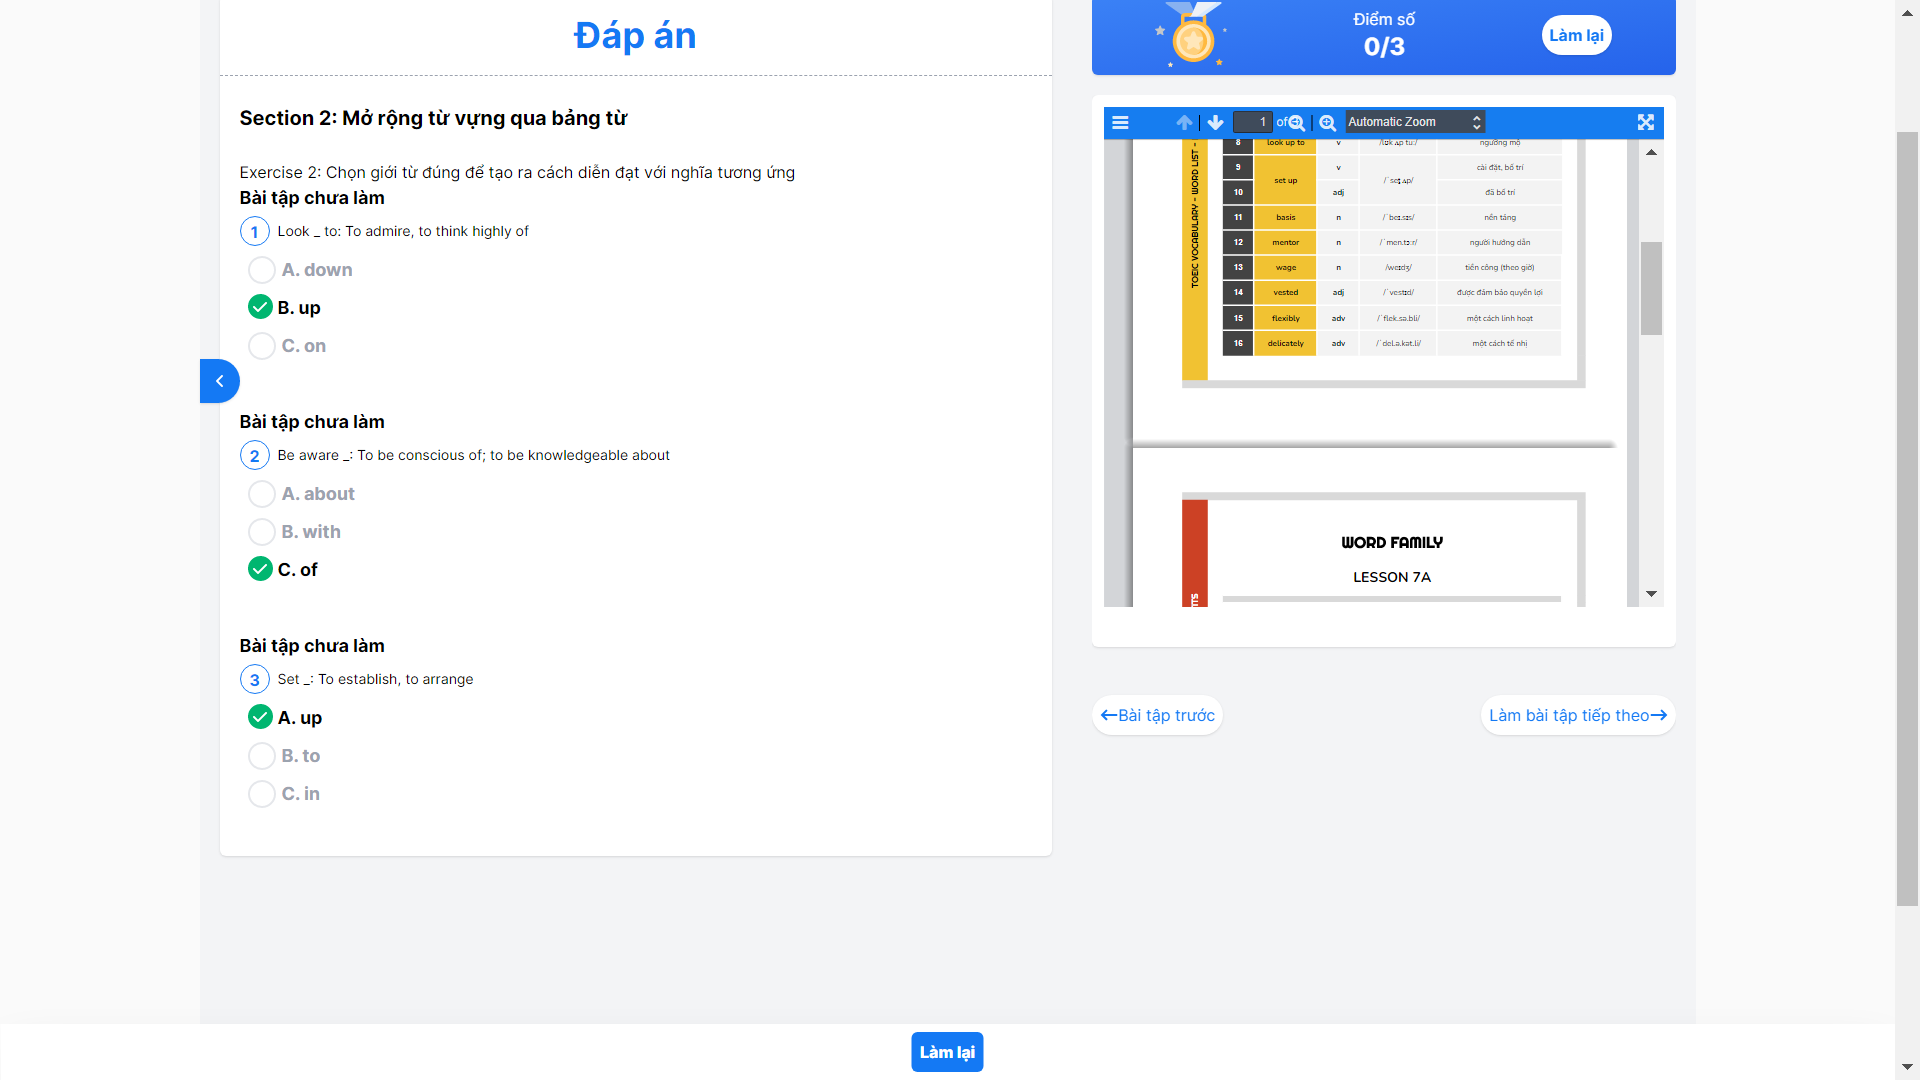 Đáp án
Section 2: Mở rộng từ vựng qua bảng từ
Exercise 2: Chọn giới từ đúng để tạo ra cách diễn đạt với nghĩa tương ứng
Bài tập chưa làm
1 Look _ to: To admire, to think highly of
A. down
B. up
C. on
Bài tập chưa làm
2 Be aware _: To be conscious of; to be knowledgeable about
A. about
B. with
C. of
Bài tập chưa làm
3 Set _: To establish, to arrange
A. up
B. to
C. in
Điểm số
0/3
Làm lại
1 of
Automatic Zoom
TOEIC VOCABULARY - WORD LIST -
8 look up to v /lʊk ʌp tuː/ ngưỡng mộ
9 set up v /ˈsetˌʌp/ cài đặt, bố trí
10 adj đã bố trí
11 basis n /ˈbeɪ.sɪs/ nền tảng
12 mentor n /ˈmen.tɔːr/ người hướng dẫn
13 wage n /weɪdʒ/ tiền công (theo giờ)
14 vested adj /ˈvestɪd/ được đảm bảo quyền lợi
15 flexibly adv /ˈflek.sə.bli/ một cách linh hoạt
16 delicately adv /ˈdel.ə.kət.li/ một cách tế nhị
WORD FAMILY
LESSON 7A
Bài tập trước
Làm bài tập tiếp theo
Làm lại